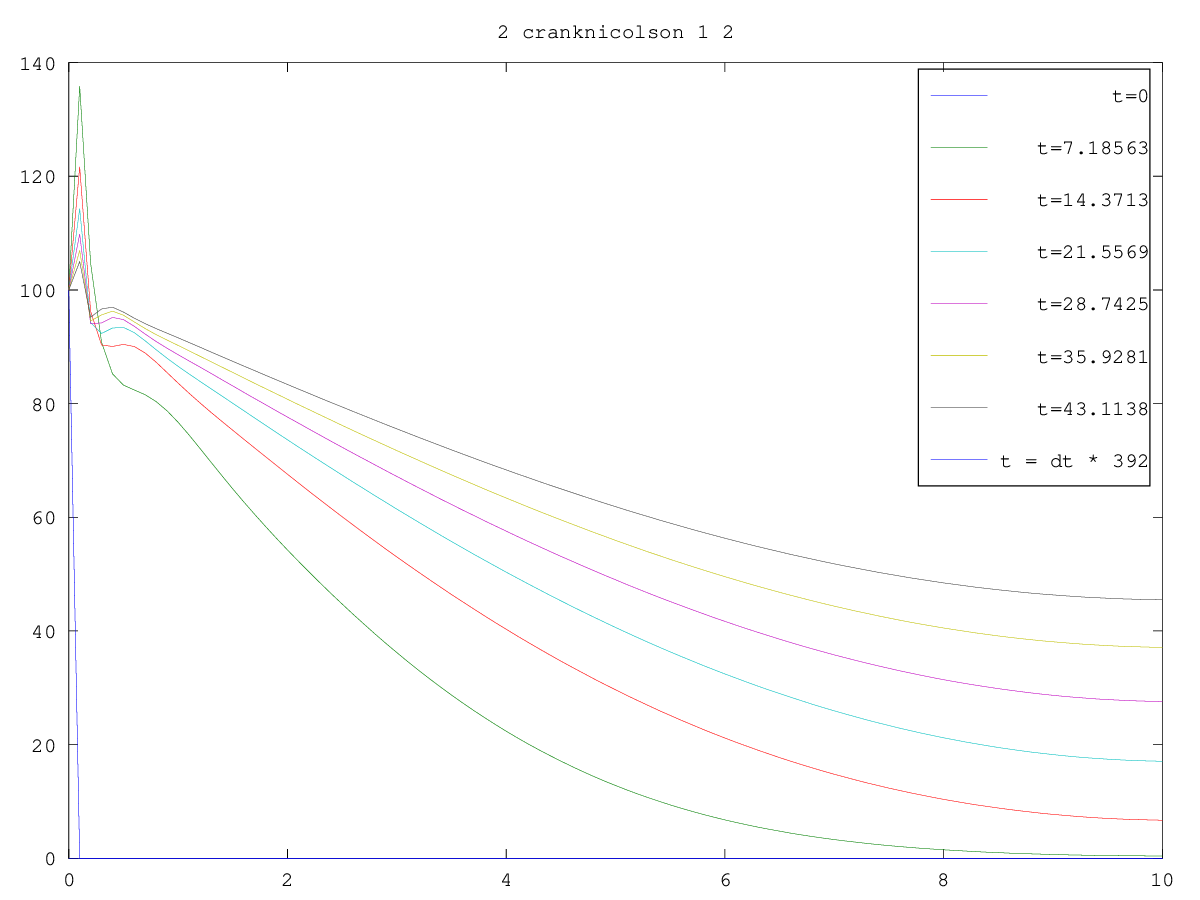 2 cranknicolson 1 2
140
120
100
80
60
40
20
0
t=0
t=7.18563
t=14.3713
t=21.5569
t=28.7425
t=35.9281
t=43.1138
t = dt * 392
0 2 4 6 8 10